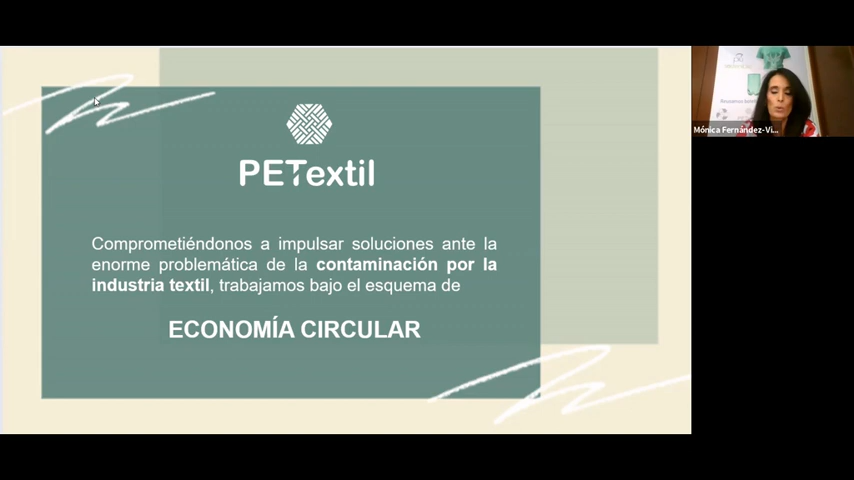 PETextil
Comprometiéndonos a impulsar soluciones ante la
enorme problemática de la contaminación por la
industria textil, trabajamos bajo el esquema de
ECONOMÍA CIRCULAR
Mónica Fernández-Vi...